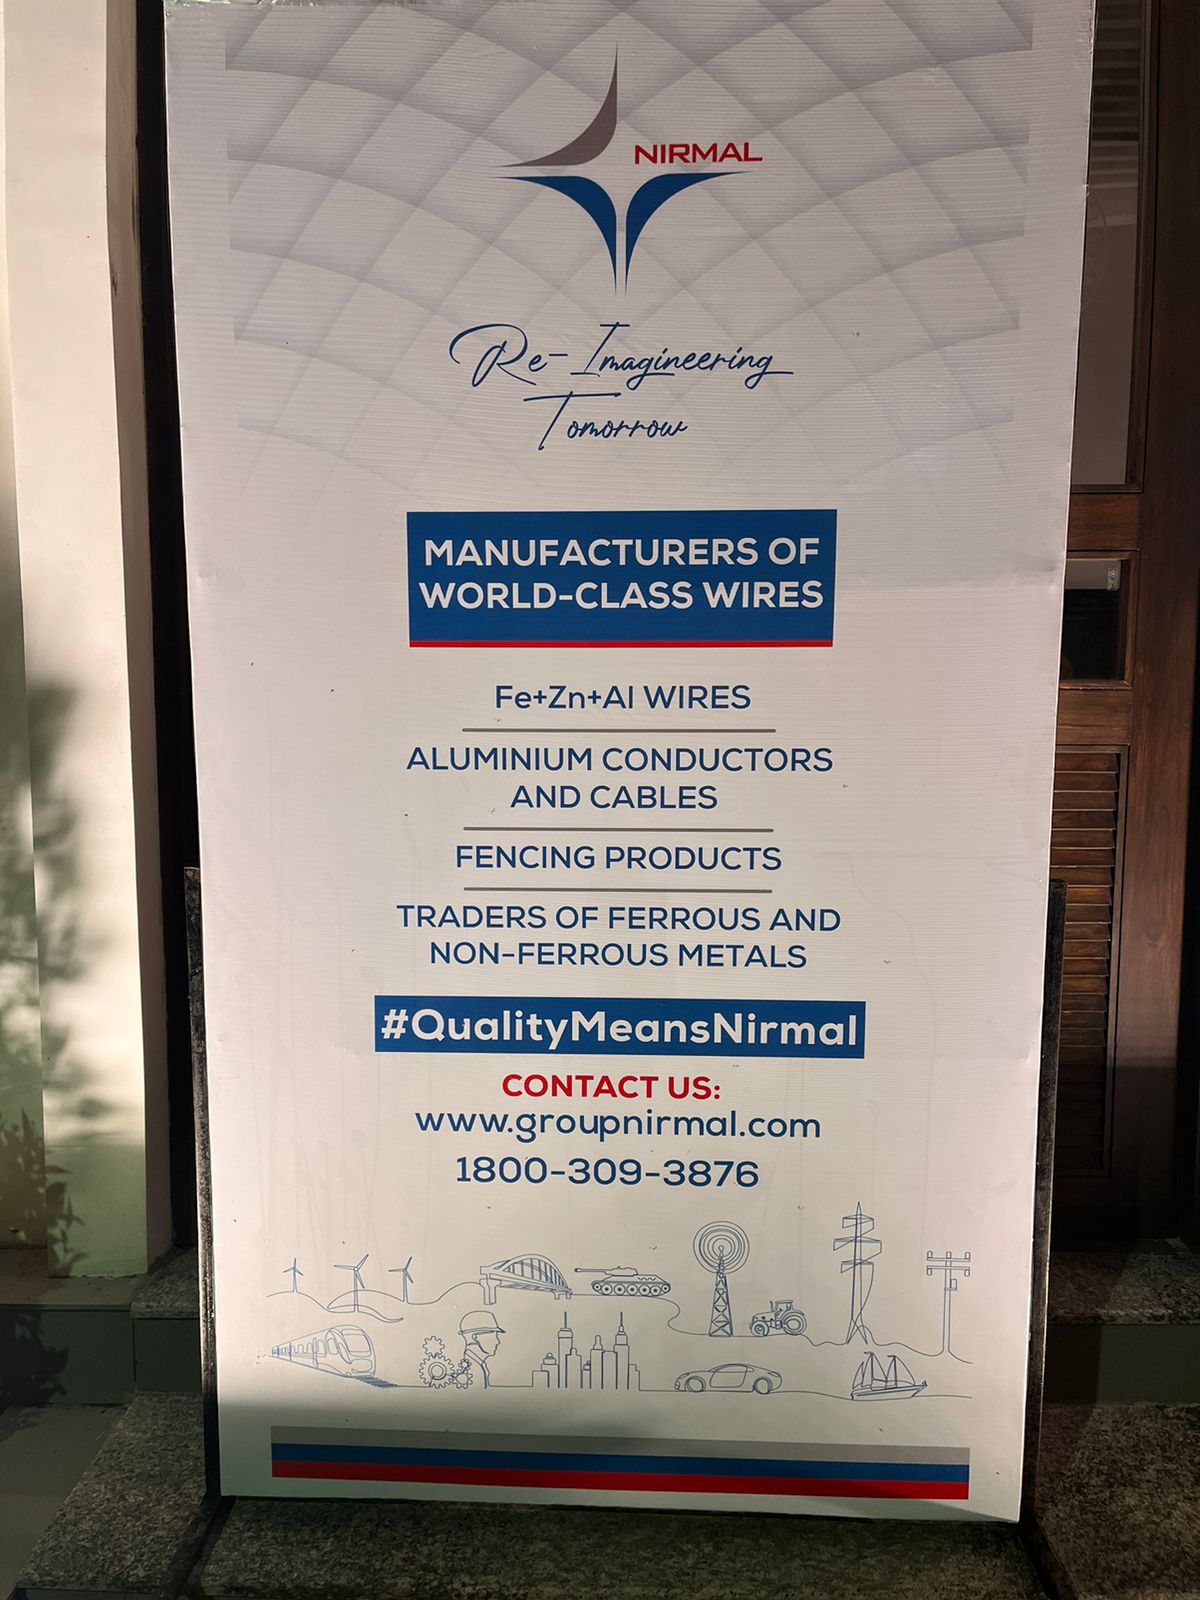 NIRMAL
Re-Imagineering
Tomorrow
MANUFACTURERS OF
WORLD-CLASS WIRES
Fe+Zn+Al WIRES
ALUMINIUM CONDUCTORS
AND CABLES
FENCING PRODUCTS
TRADERS OF FERROUS AND
NON-FERROUS METALS
#QualityMeansNirmal
CONTACT US:
www.groupnirmal.com
1800-309-3876